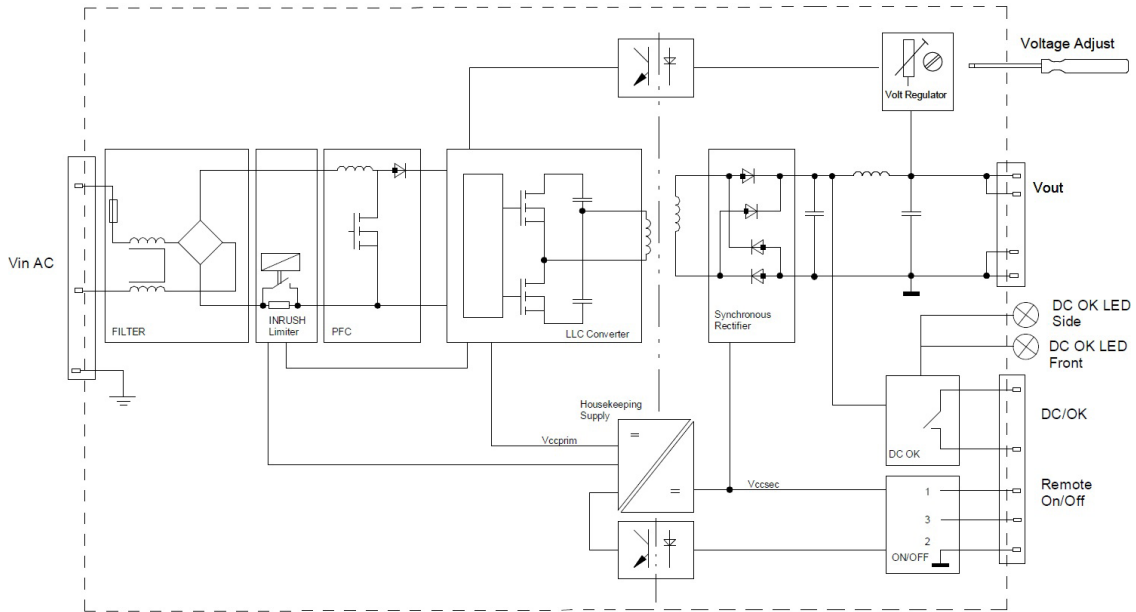 Voltage Adjust
Volt Regulator
Vin AC
FILTER
INRUSH
Limiter
PFC
LLC Converter
Synchronous
Rectifier
Vout
DC OK LED
Side
DC OK LED
Front
Housekeeping
Supply
Vccprim
Vccsec
DC OK
DC/OK
Remote
On/Off
1
3
2
ON/OFF